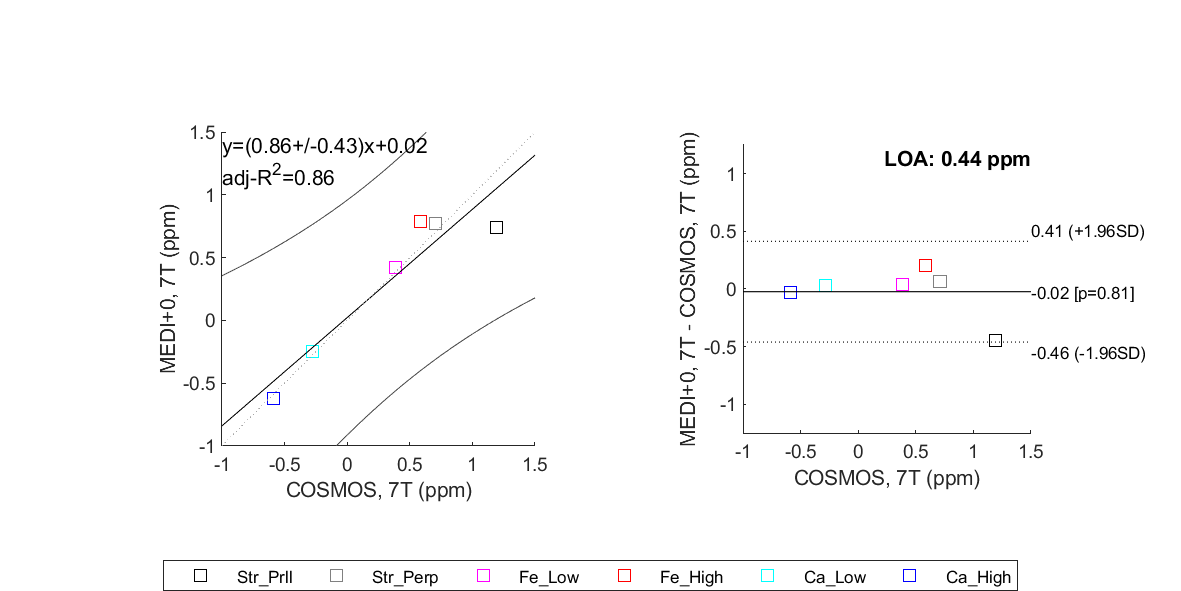 y=(0.86+/-0.43)x+0.02
adj-R2=0.86
1.5
1
0.5
0
-0.5
-1
-1 -0.5 0 0.5 1 1.5
COSMOS, 7T (ppm)
MEDI+0, 7T (ppm)
LOA: 0.44 ppm
1
0.5
0
-0.5
-1
0.41 (+1.96SD)
-0.02 [p=0.81]
-0.46 (-1.96SD)
-1 -0.5 0 0.5 1 1.5
COSMOS, 7T (ppm)
MEDI+0, 7T - COSMOS, 7T (ppm)
Str_Prll Str_Perp Fe_Low Fe_High Ca_Low Ca_High